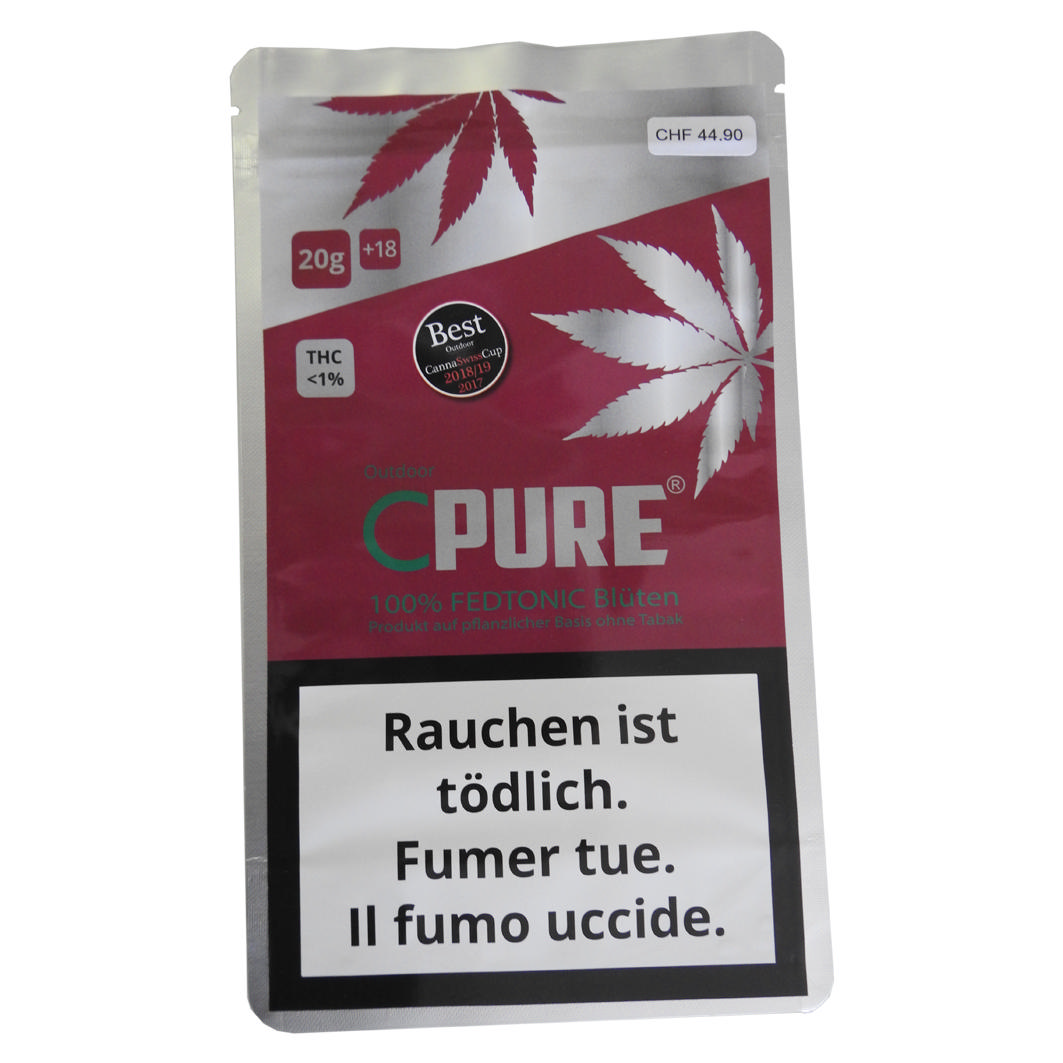 CHF 44.90
20g
+18
THC
<1%
Best
Outdoor
CannaSwissCup
2018/19
2017
Outdoor
CPURE®
100% FEDTONIC Blüten
Produkt auf pflanzlicher Basis ohne Tabak
Rauchen ist
tödlich.
Fumer tue.
Il fumo uccide.